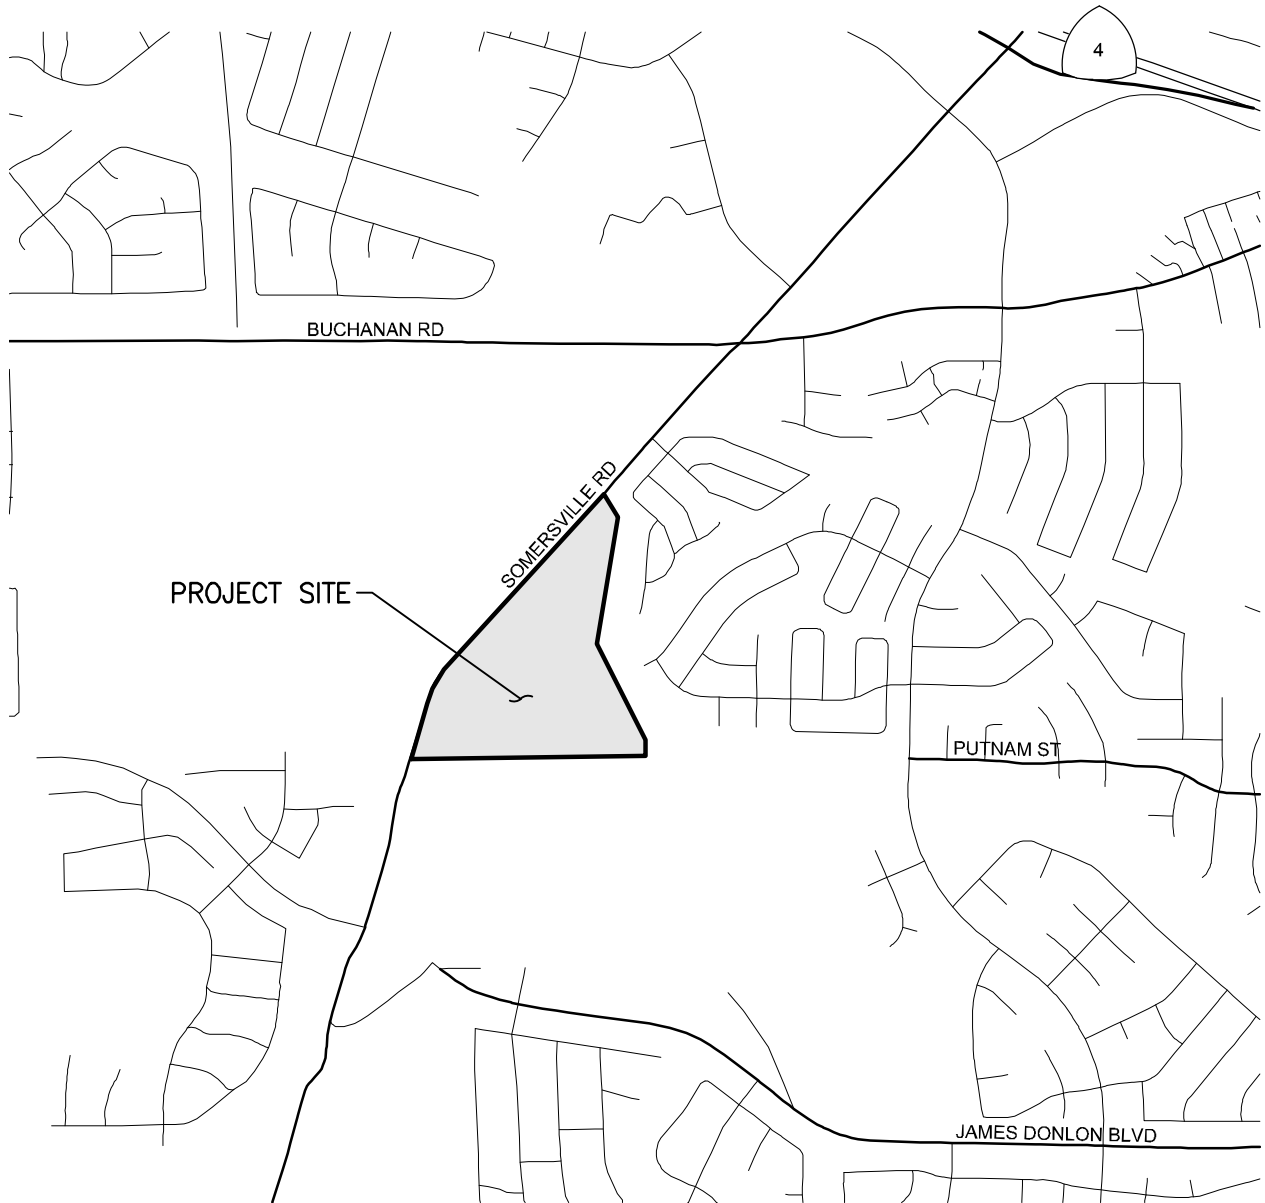 4
BUCHANAN RD
SOMERSVILLE RD
PROJECT SITE
PUTNAM ST
JAMES DONLON BLVD